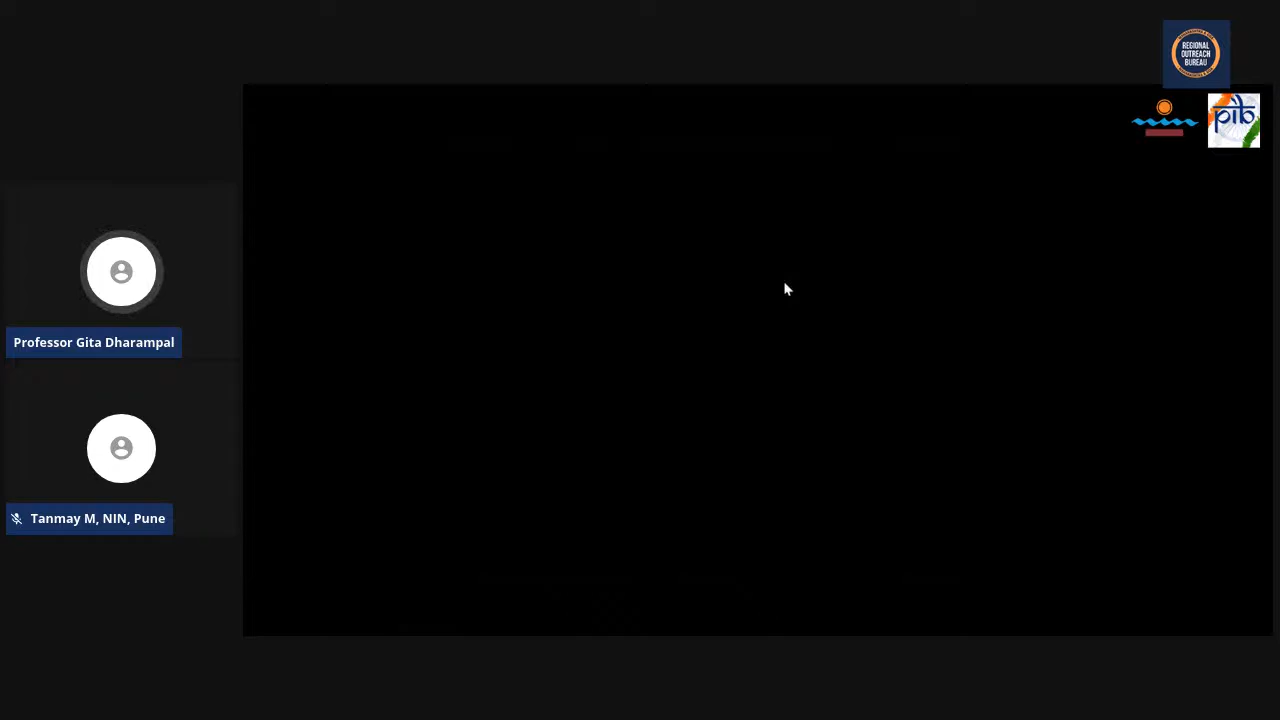 REGIONAL
OUTREACH
BUREAU
pib
Professor Gita Dharampal
Tanmay M, NIN, Pune